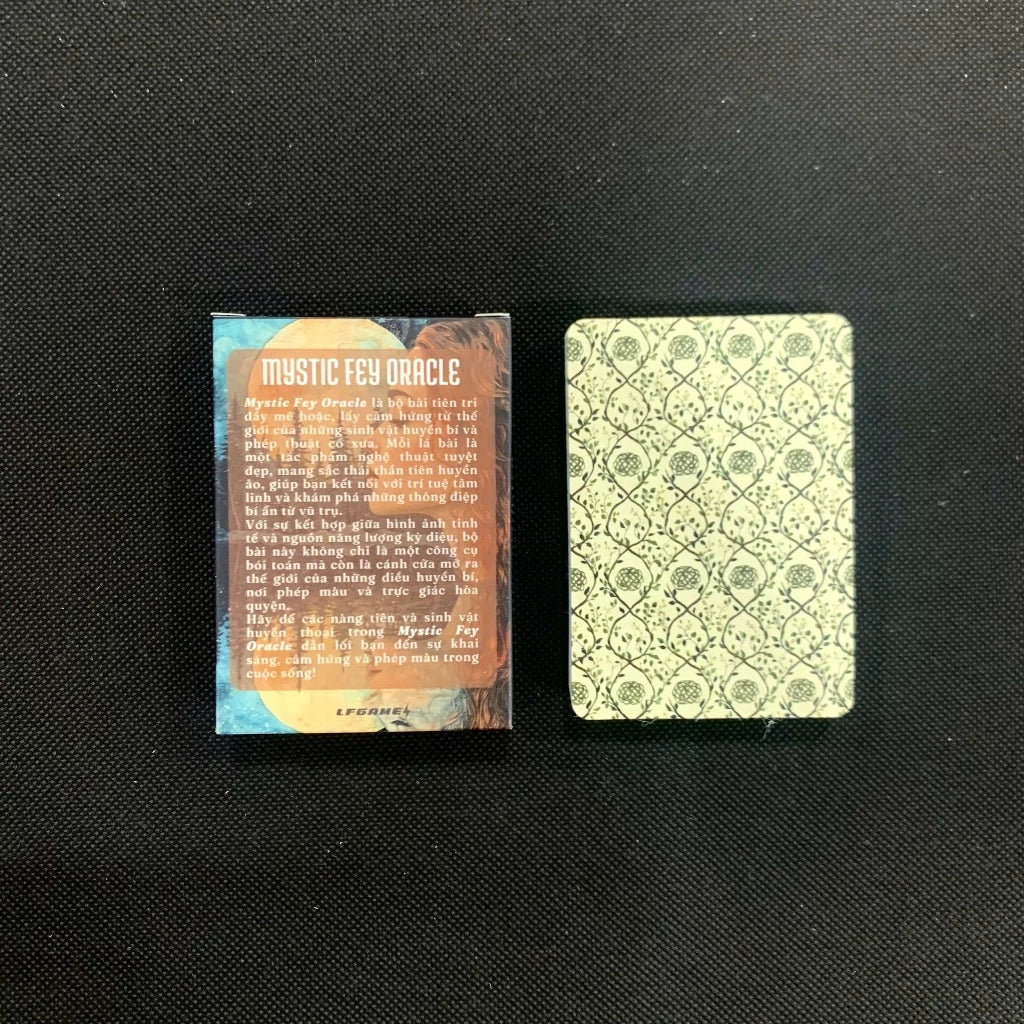 MYSTIC FEY ORACLE
Mystic Fey Oracle là bộ bài tiên tri
đầy mê hoặc, lấy cảm hứng từ thế
giới của những sinh vật huyền bí và
phép thuật cổ xưa. Mỗi lá bài là
một tác phẩm nghệ thuật tuyệt
đẹp, mang sắc thái thần tiên huyền
ảo, giúp bạn kết nối với trí tuệ tâm
linh và khám phá những thông điệp
bí ẩn từ vũ trụ.
Với sự kết hợp giữa hình ảnh tinh
tế và nguồn năng lượng kỳ diệu, bộ
bài này không chỉ là một công cụ
bói toán mà còn là cánh cửa mở ra
thế giới của những điều huyền bí,
nơi phép màu và trực giác hòa
quyện.
Hãy để các nàng tiên và sinh vật
huyền thoại trong Mystic Fey
Oracle dẫn lối bạn đến sự khai
sáng, cảm hứng và phép màu trong
cuộc sống!
LFGAMES